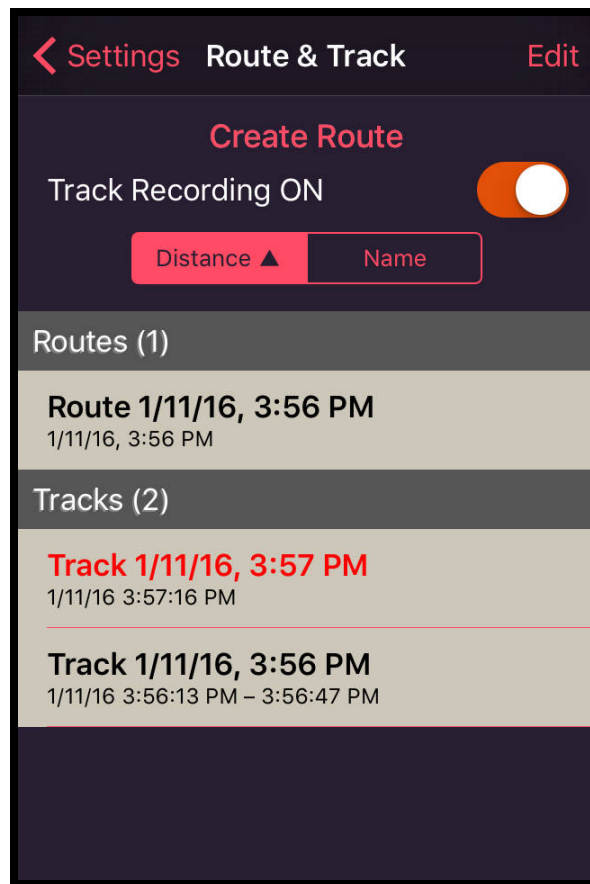 Settings Route & Track Edit
Create Route
Track Recording ON
Distance ▲ Name
Routes (1)
Route 1/11/16, 3:56 PM
1/11/16, 3:56 PM
Tracks (2)
Track 1/11/16, 3:57 PM
1/11/16 3:57:16 PM
Track 1/11/16, 3:56 PM
1/11/16 3:56:13 PM – 3:56:47 PM